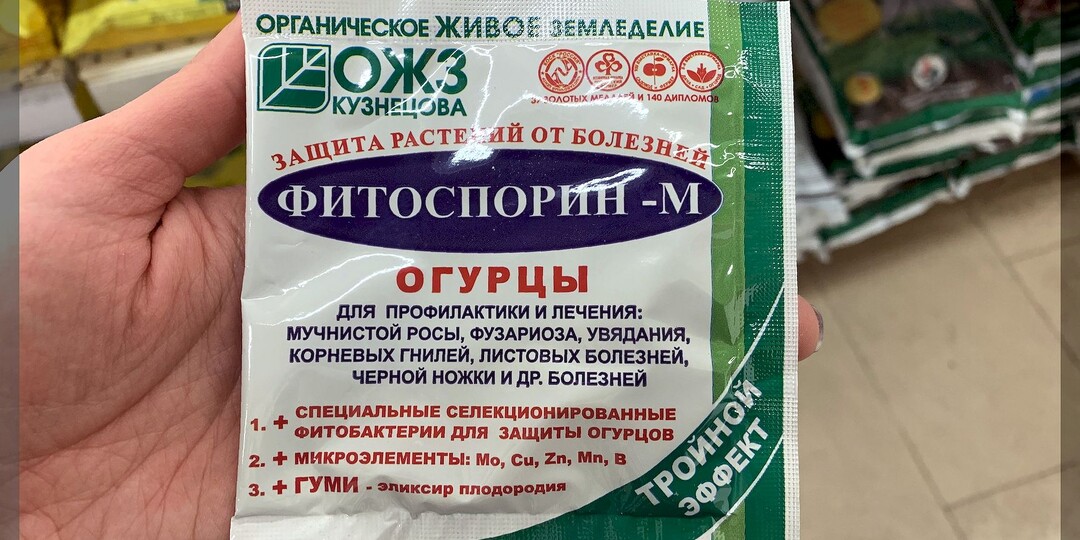 ОРГАНИЧЕСКОЕ ЖИВОЕ ЗЕМЛЕДЕЛИЕ
ОЖЗ
КУЗНЕЦОВА
ЗОЛОТЫХ МЕДАЛЕЙ И 140 ДИПЛОМОВ
ЗАЩИТА РАСТЕНИЙ ОТ БОЛЕЗНЕЙ
ФИТОСПОРИН -М
ОГУРЦЫ
ДЛЯ ПРОФИЛАКТИКИ И ЛЕЧЕНИЯ:
МУЧНИСТОЙ РОСЫ, ФУЗАРИОЗА, УВЯДАНИЯ,
КОРНЕВЫХ ГНИЛЕЙ, ЛИСТОВЫХ БОЛЕЗНЕЙ,
ЧЕРНОЙ НОЖКИ И ДР. БОЛЕЗНЕЙ
1. + СПЕЦИАЛЬНЫЕ СЕЛЕКЦИОНИРОВАННЫЕ
ФИТОБАКТЕРИИ ДЛЯ ЗАЩИТЫ ОГУРЦОВ
2. + МИКРОЭЛЕМЕНТЫ: Mo, Cu, Zn, Mn, B
3. + ГУМИ - эликсир плодородия
ТРОЙНОЙ
ЭФФЕКТ